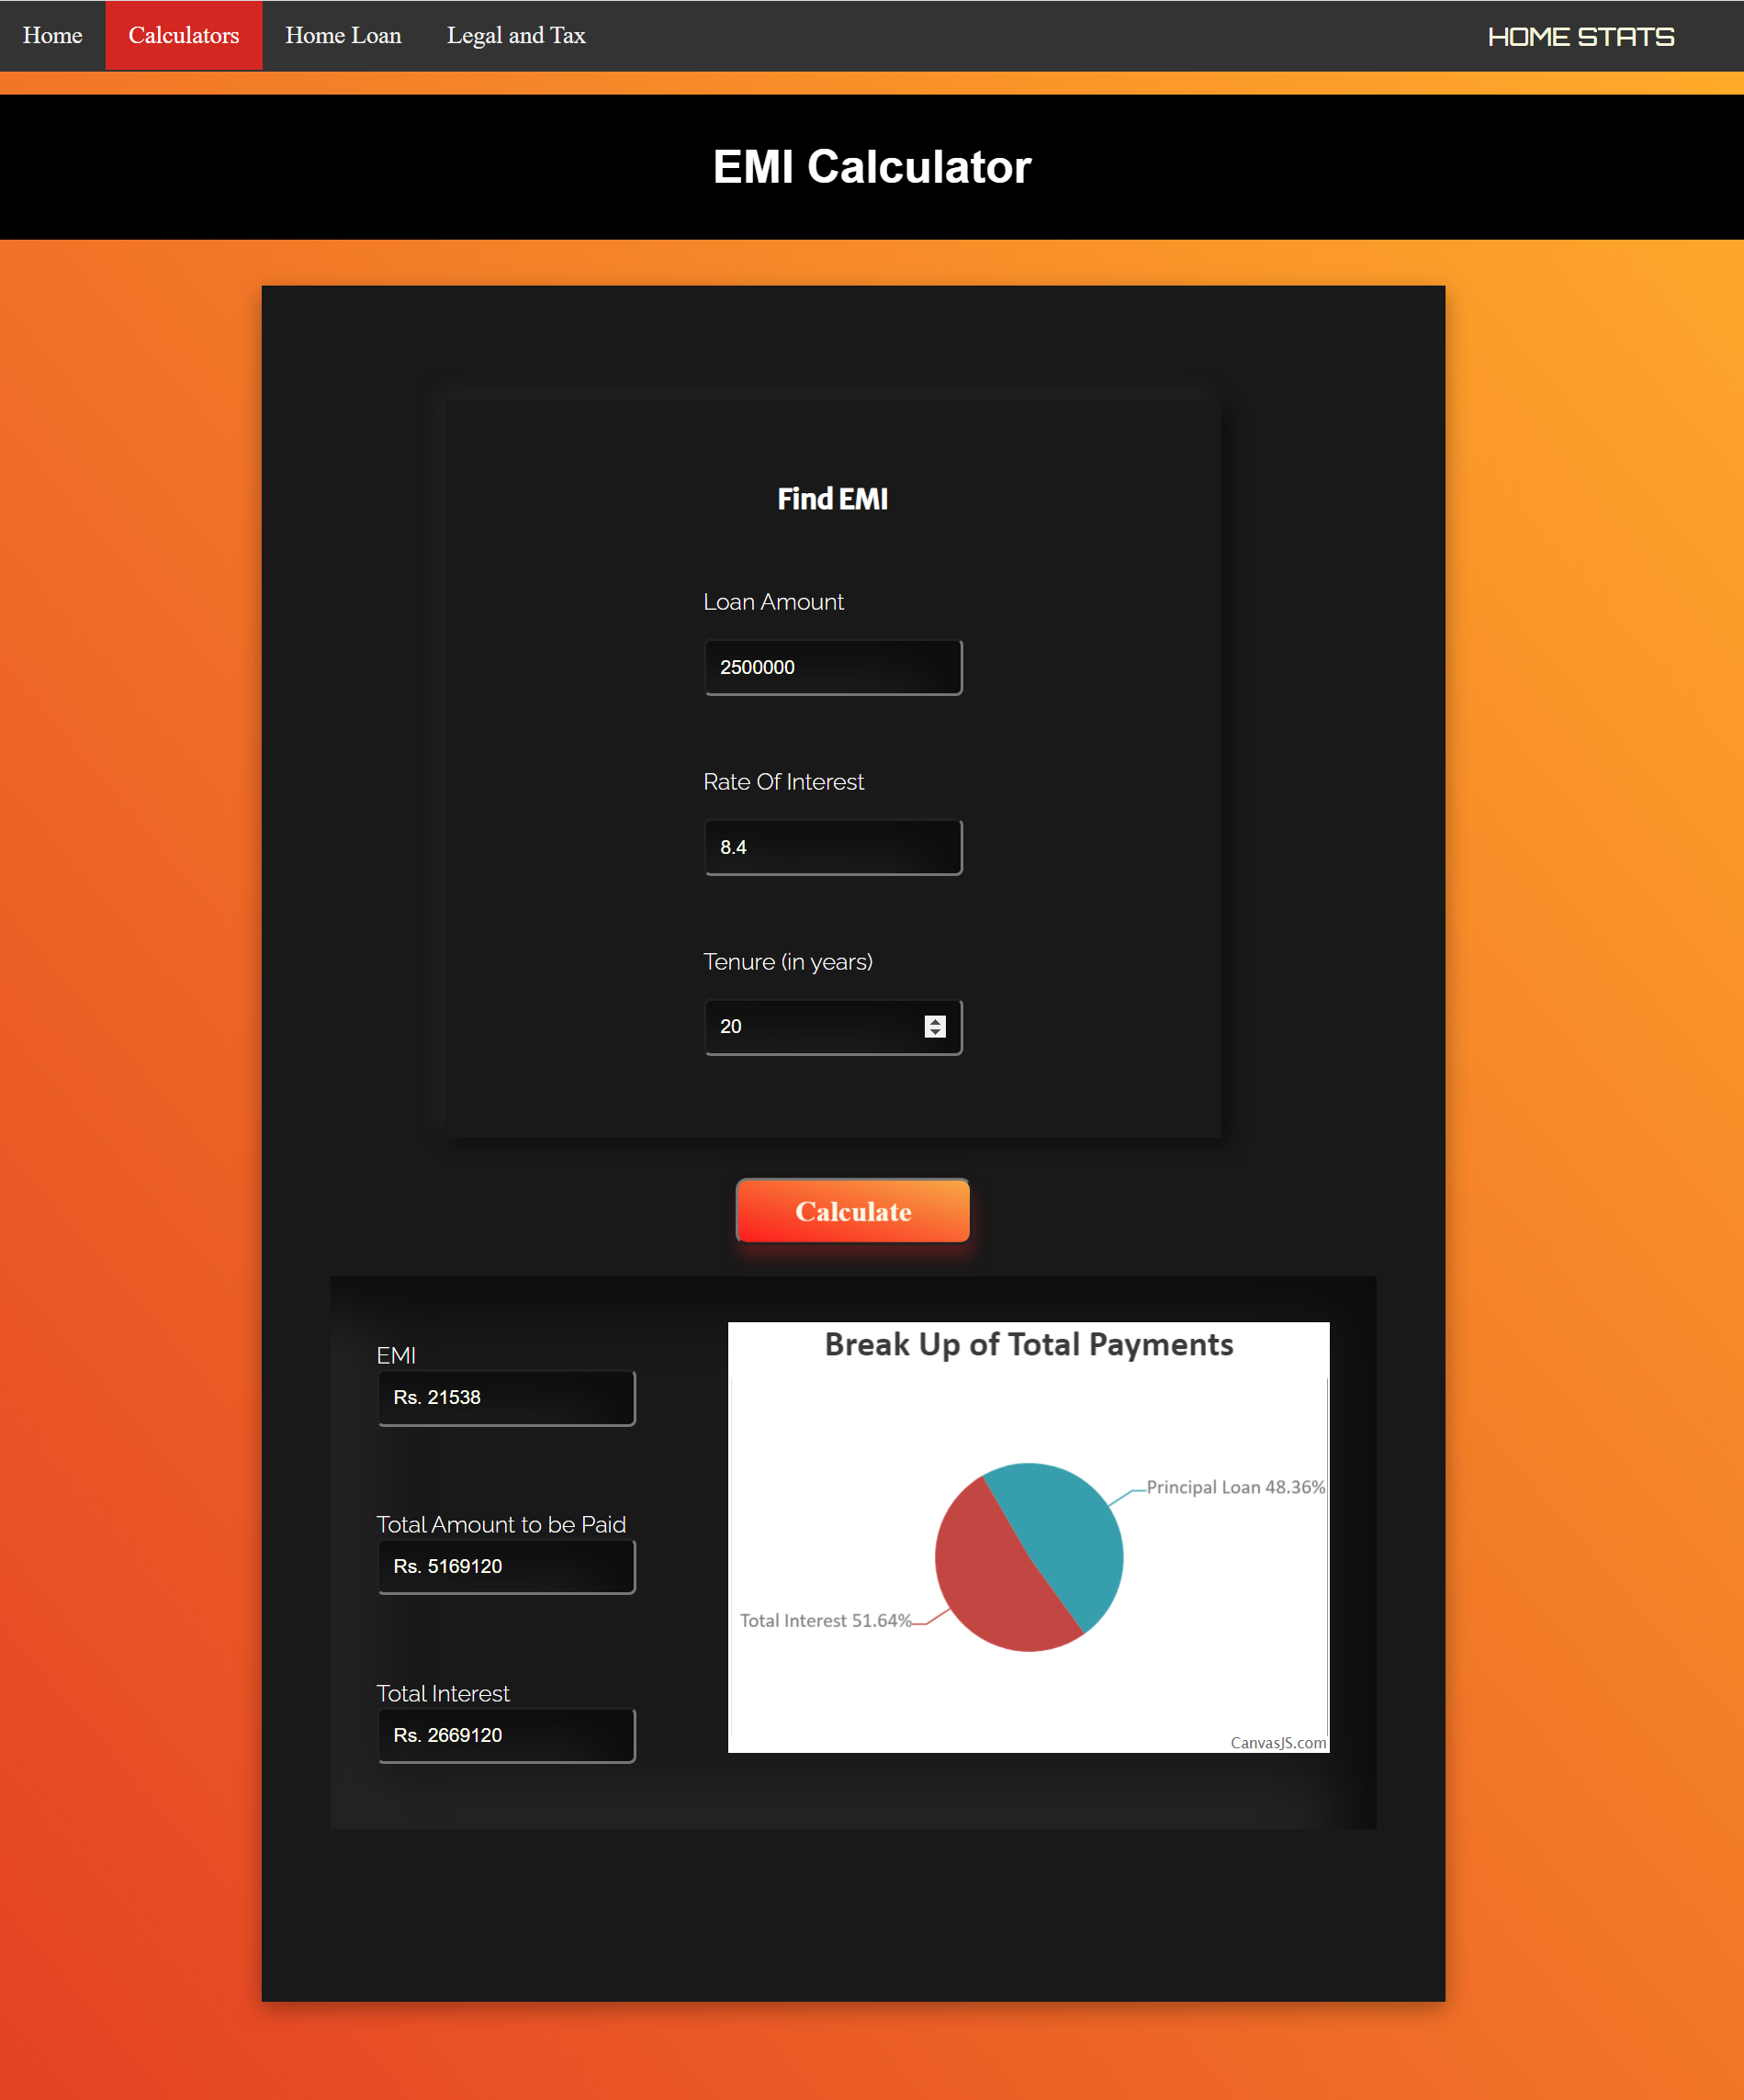 Home Calculators Home Loan Legal and Tax HOME STATS
EMI Calculator
Find EMI
Loan Amount
2500000
Rate Of Interest
8.4
Tenure (in years)
20
Calculate
EMI
Rs. 21538
Total Amount to be Paid
Rs. 5169120
Total Interest
Rs. 2669120
Break Up of Total Payments
Principal Loan 48.36%
Total Interest 51.64%
CanvasJS.com